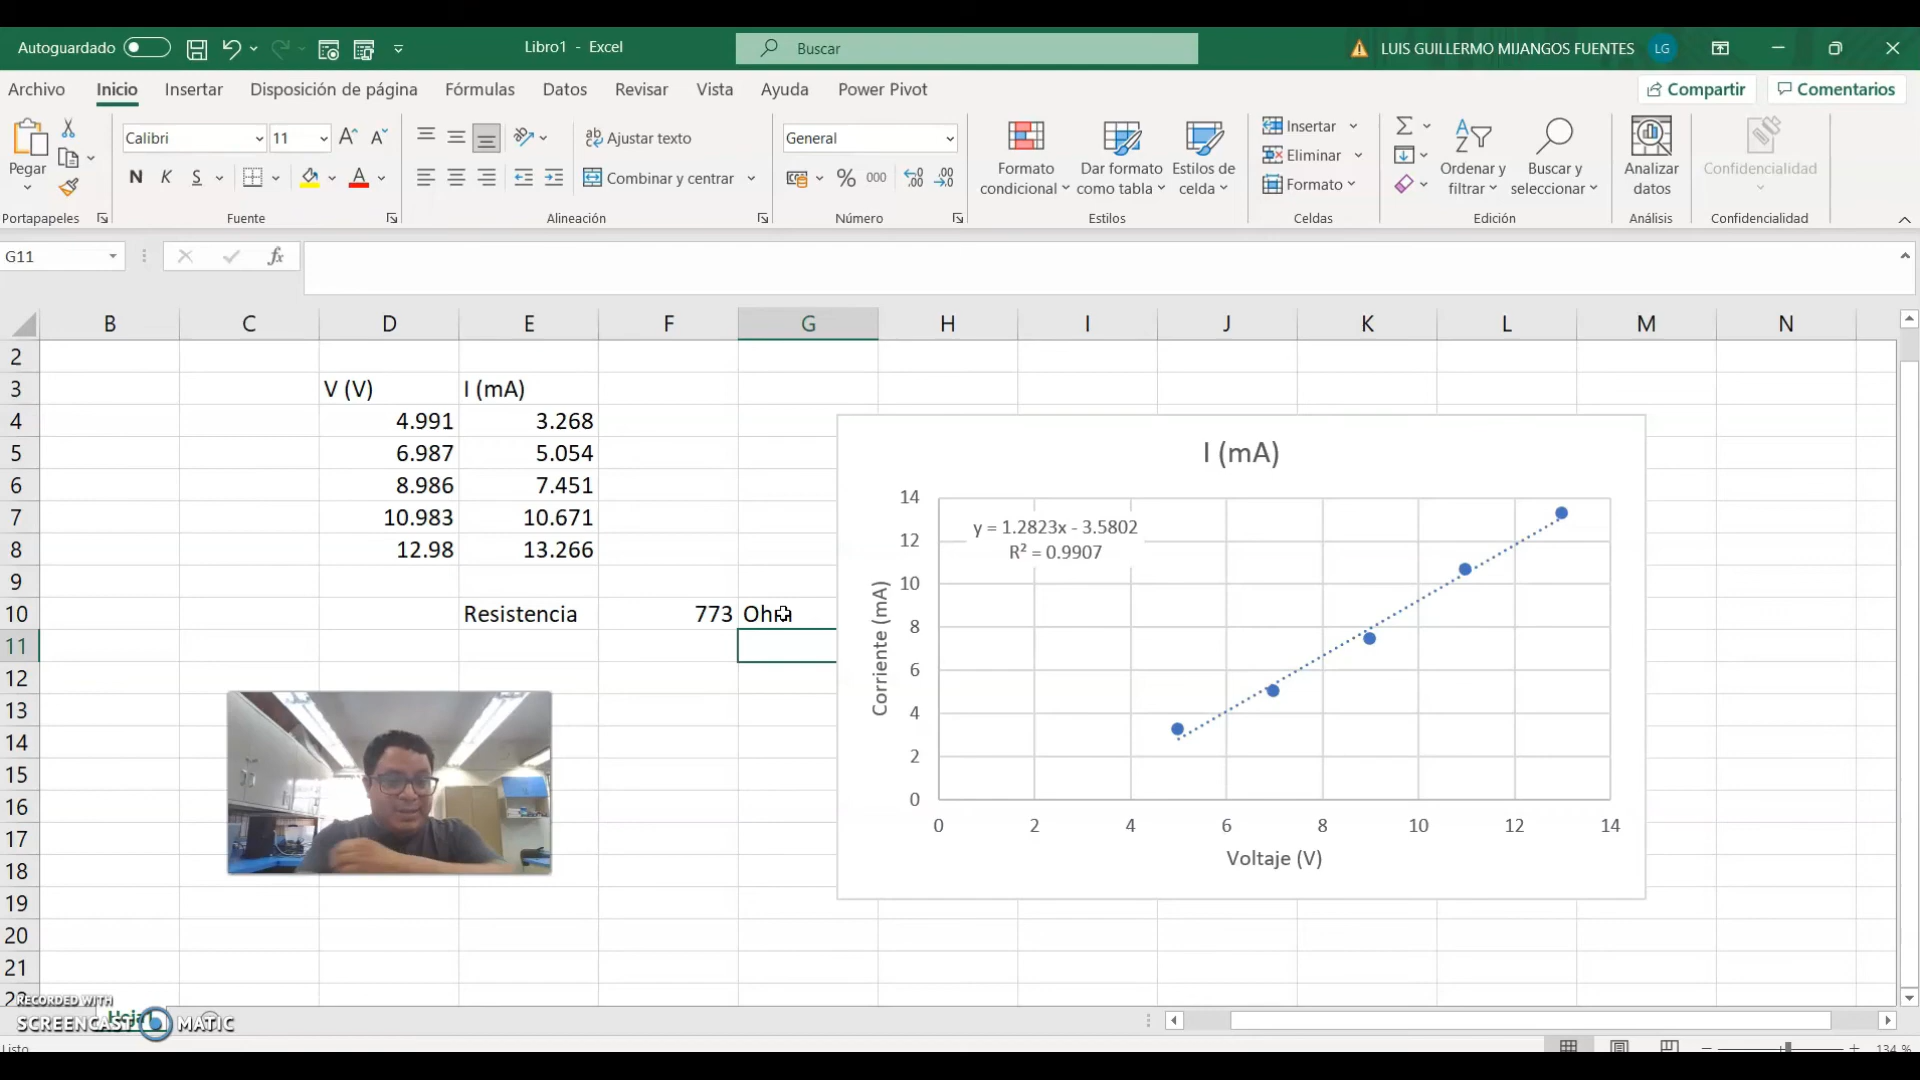 Autoguardado
Libro1 - Excel
Buscar
LUIS GUILLERMO MIJANGOS FUENTES LG
Archivo Inicio Insertar Disposición de página Fórmulas Datos Revisar Vista Ayuda Power Pivot Compartir Comentarios
Pegar
Portapapeles
Calibri 11
N K S
Fuente
Ajustar texto
Combinar y centrar
Alineación
General
% 000
Número
Formato condicional
Dar formato como tabla
Estilos de celda
Estilos
Insertar
Eliminar
Formato
Celdas
Ordenar y filtrar
Buscar y seleccionar
Edición
Analizar datos
Análisis
Confidencialidad
Confidencialidad
G11
fx
B C D E F G H I J K L M N
2
3 V (V) I (mA)
4 4.991 3.268
5 6.987 5.054
6 8.986 7.451
7 10.983 10.671
8 12.98 13.266
9
10 Resistencia 773 Ohm
11
12
13
14
15
16
17
18
19
20
21
22
I (mA)
y = 1.2823x - 3.5802
R² = 0.9907
Corriente (mA)
14
12
10
8
6
4
2
0
0 2 4 6 8 10 12 14
Voltaje (V)
RECORDED WITH
SCREENCAST MATIC
Hoja1
Listo
134 %